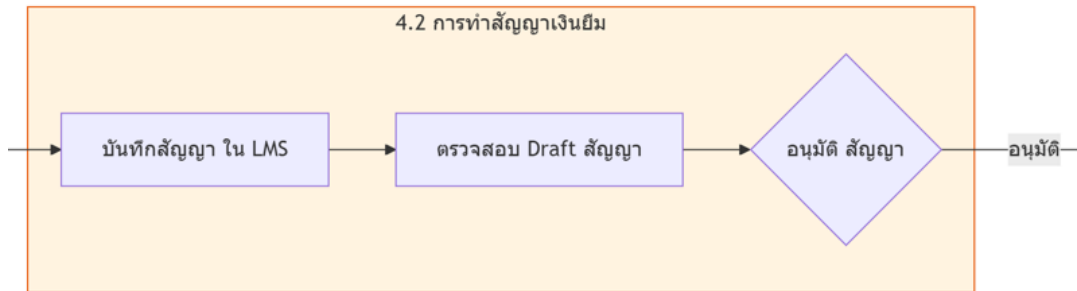 4.2 การทำสัญญาเงินยืม
บันทึกสัญญา ใน LMS
ตรวจสอบ Draft สัญญา
อนุมัติ สัญญา
อนุมัติ